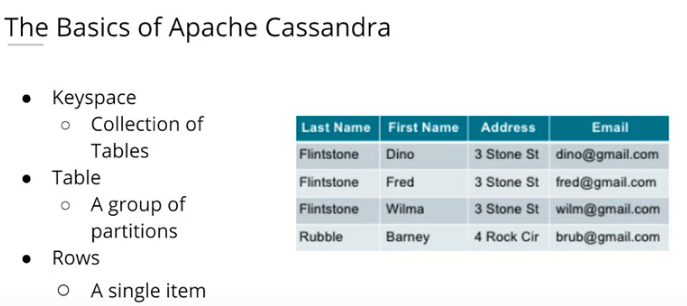 The Basics of Apache Cassandra
● Keyspace
○ Collection of
Tables
● Table
○ A group of
partitions
● Rows
○ A single item
Last Name First Name Address Email
Flintstone Dino 3 Stone St dino@gmail.com
Flintstone Fred 3 Stone St fred@gmail.com
Flintstone Wilma 3 Stone St wilm@gmail.com
Rubble Barney 4 Rock Cir brub@gmail.com